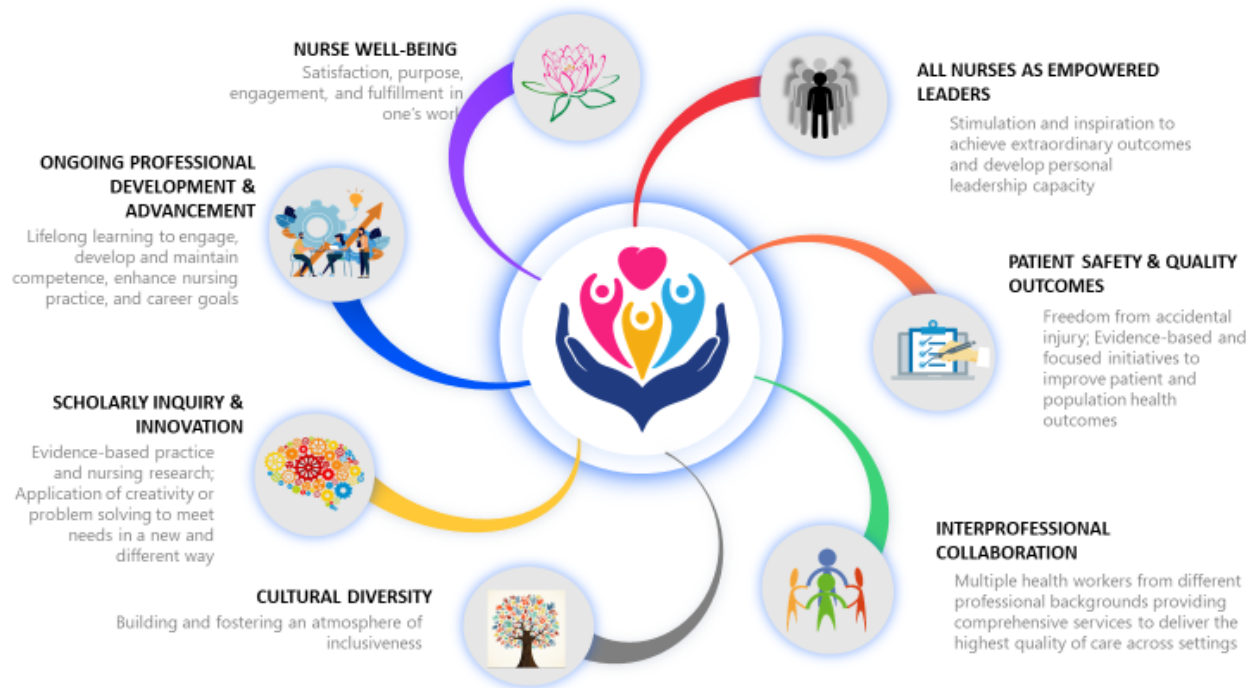 NURSE WELL-BEING
Satisfaction, purpose,
engagement, and fulfillment in
one's work
ALL NURSES AS EMPOWERED
LEADERS
Stimulation and inspiration to
achieve extraordinary outcomes
and develop personal
leadership capacity
ONGOING PROFESSIONAL
DEVELOPMENT &
ADVANCEMENT
Lifelong learning to engage,
develop and maintain
competence, enhance nursing
practice, and career goals
PATIENT SAFETY & QUALITY
OUTCOMES
Freedom from accidental
injury; Evidence-based and
focused initiatives to
improve patient and
population health
outcomes
SCHOLARLY INQUIRY &
INNOVATION
Evidence-based practice
and nursing research;
Application of creativity or
problem solving to meet
needs in a new and
different way
INTERPROFESSIONAL
COLLABORATION
Multiple health workers from different
professional backgrounds providing
comprehensive services to deliver the
highest quality of care across settings
CULTURAL DIVERSITY
Building and fostering an atmosphere of
inclusiveness